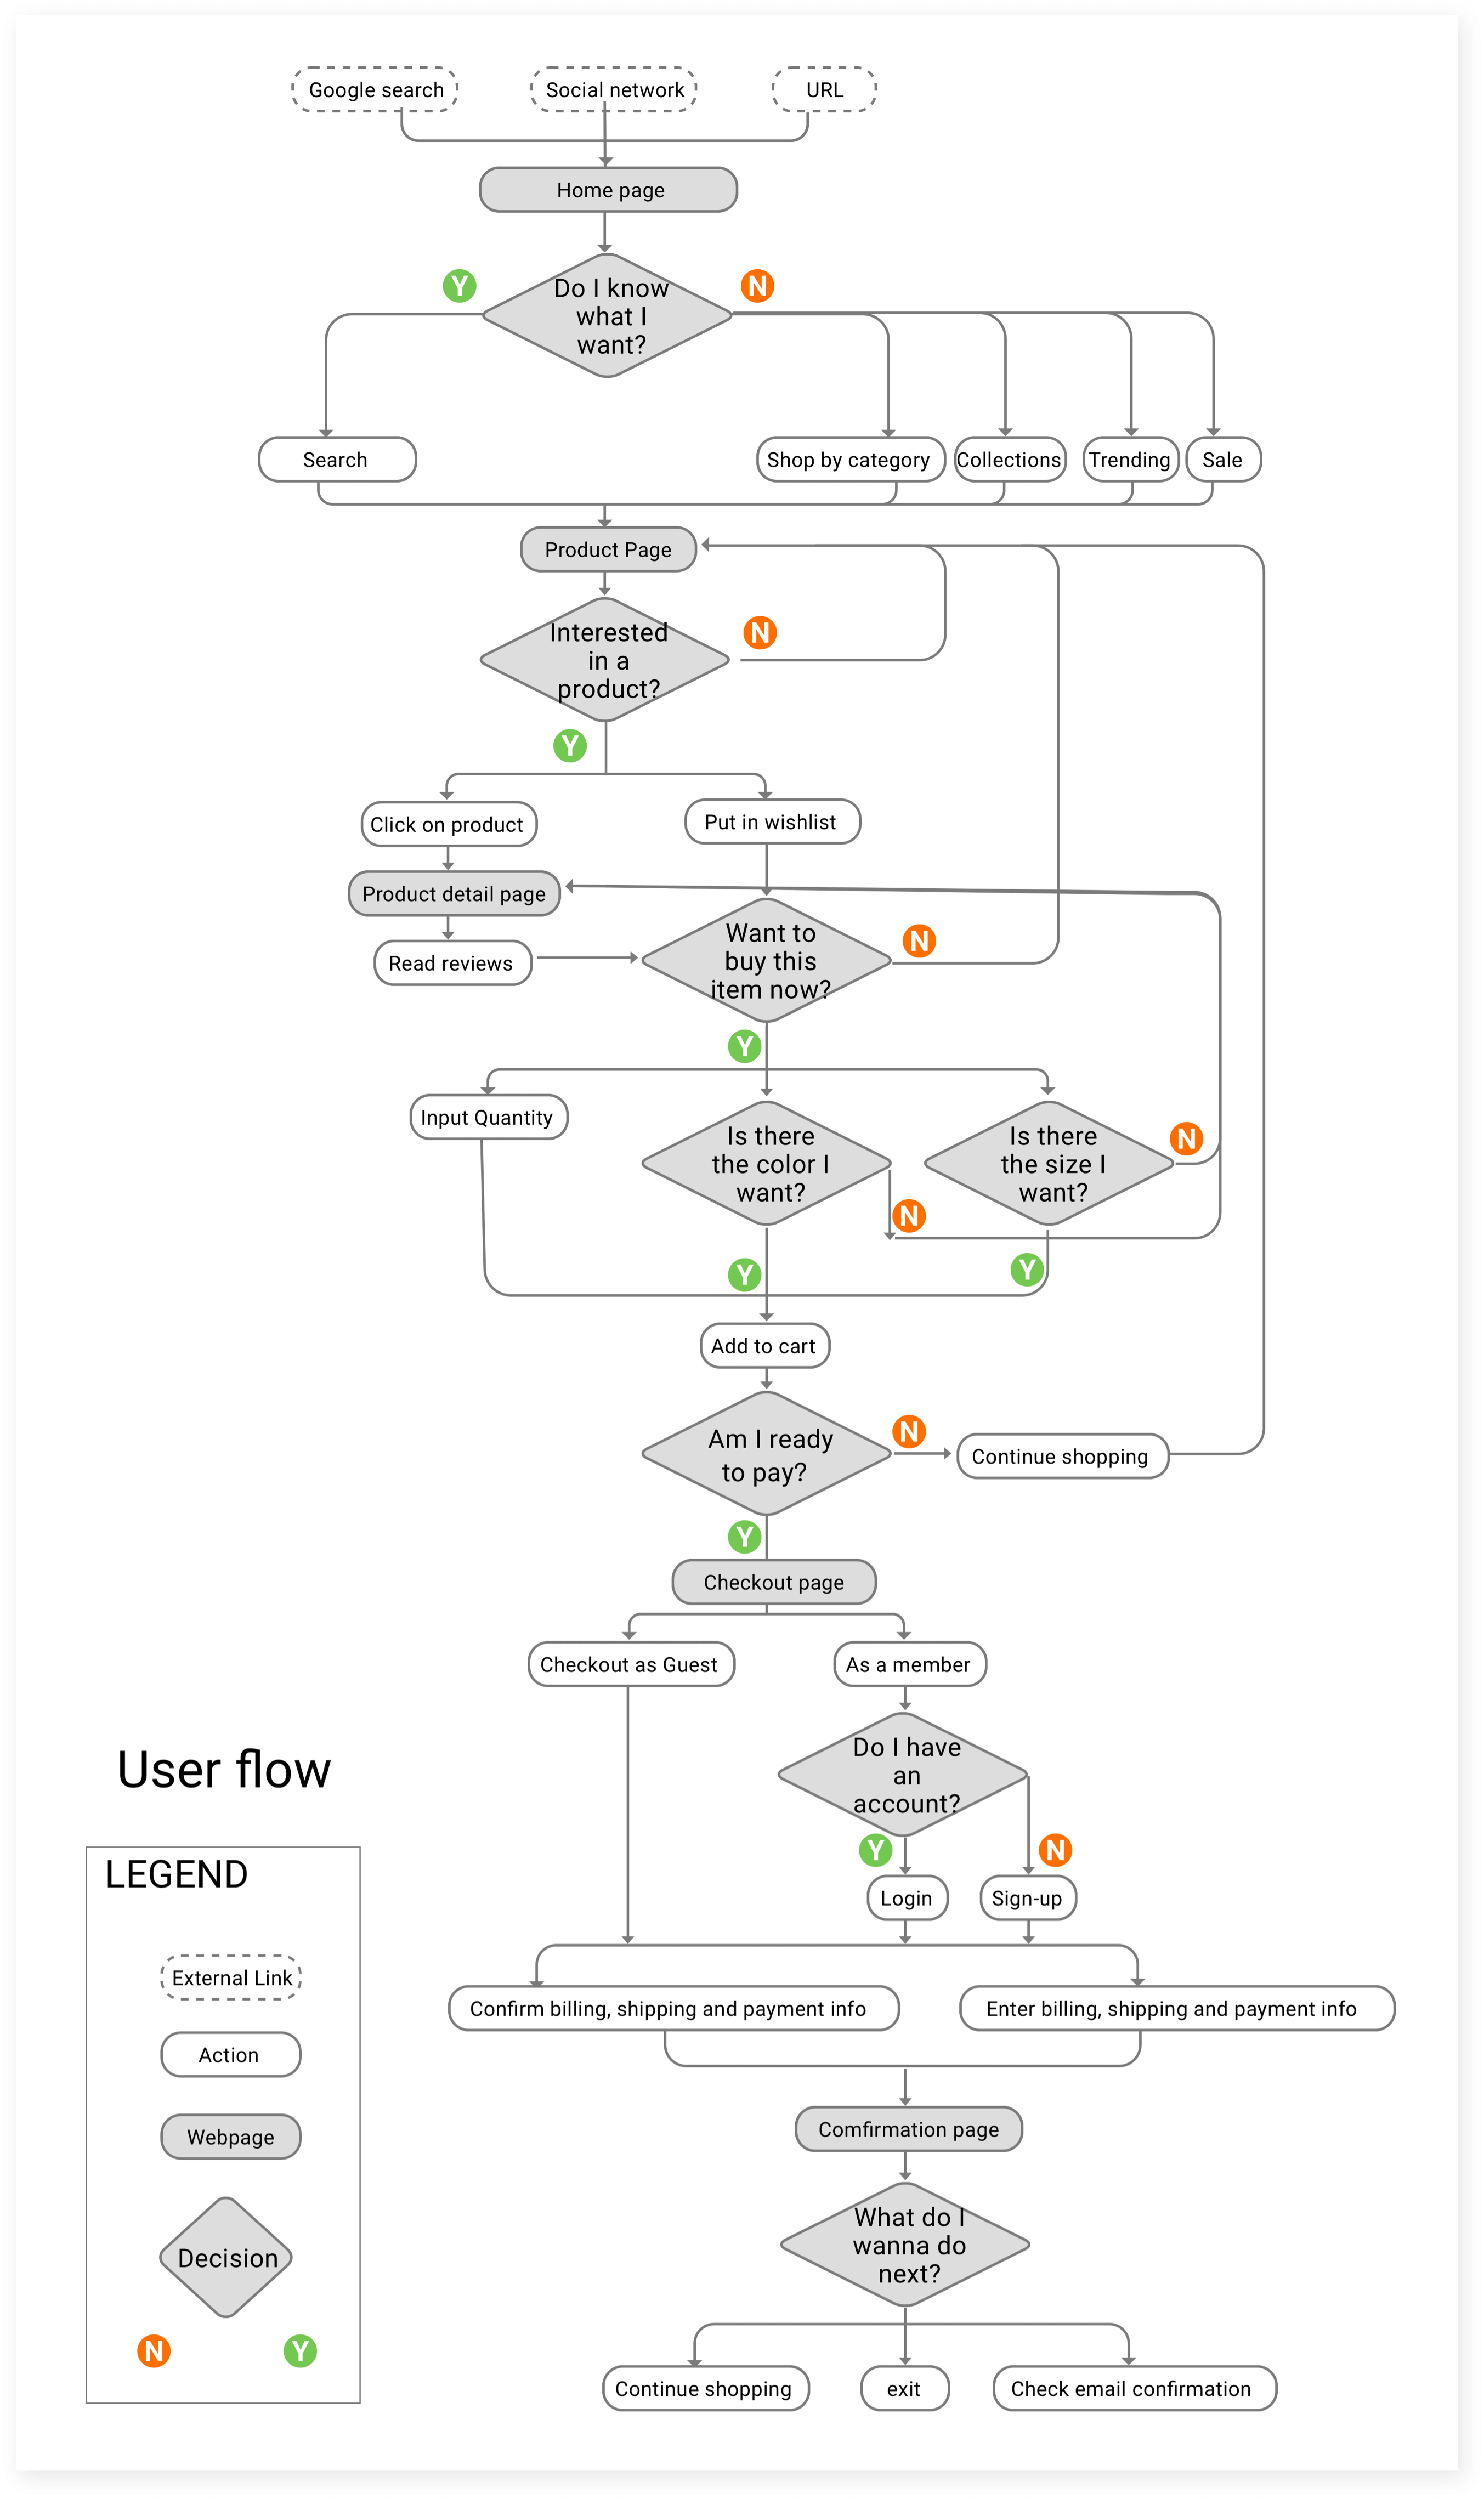 Google search
Social network
URL
Home page
Y
N
Do I know
what I
want?
Search
Shop by category
Collections
Trending
Sale
Product Page
Interested
in a
product?
N
Y
Click on product
Put in wishlist
Product detail page
Read reviews
Want to
buy this
item now?
N
Y
Input Quantity
Is there
the color I
want?
Is there
the size I
want?
N
N
Y
Y
Add to cart
Am I ready
to pay?
N
Continue shopping
Y
Checkout page
Checkout as Guest
As a member
Do I have
an
account?
Y
N
Login
Sign-up
Confirm billing, shipping and payment info
Enter billing, shipping and payment info
Comfirmation page
What do I
wanna do
next?
Continue shopping
exit
Check email confirmation
User flow
LEGEND
External Link
Action
Webpage
Decision
N
Y